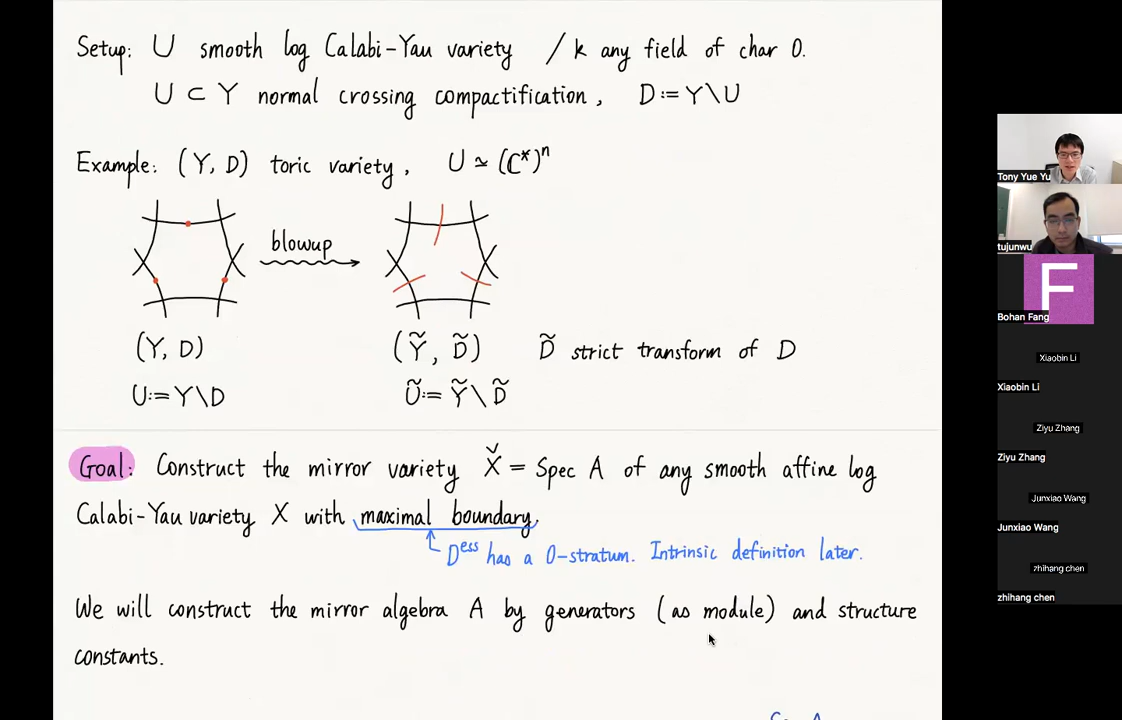 Setup: U smooth log Calabi-Yau variety / k any field of char 0.
U ⊂ Y normal crossing compactification, D := Y \ U
Example: (Y, D) toric variety, U ≃ (ℂ*)ⁿ
blowup
(Y, D) (Ỹ, D̃) D̃ strict transform of D
U := Y \ D Ũ := Ỹ \ D̃
Goal: Construct the mirror variety X̌ = Spec A of any smooth affine log
Calabi-Yau variety X with maximal boundary.
Dᵉˢˢ has a 0-stratum. Intrinsic definition later.
We will construct the mirror algebra A by generators (as module) and structure
constants.
Tony Yue Yu
tujunwu
F
Bohan Fang
Xiaobin Li
Xiaobin Li
Ziyu Zhang
Ziyu Zhang
Junxiao Wang
Junxiao Wang
zhihang chen
zhihang chen